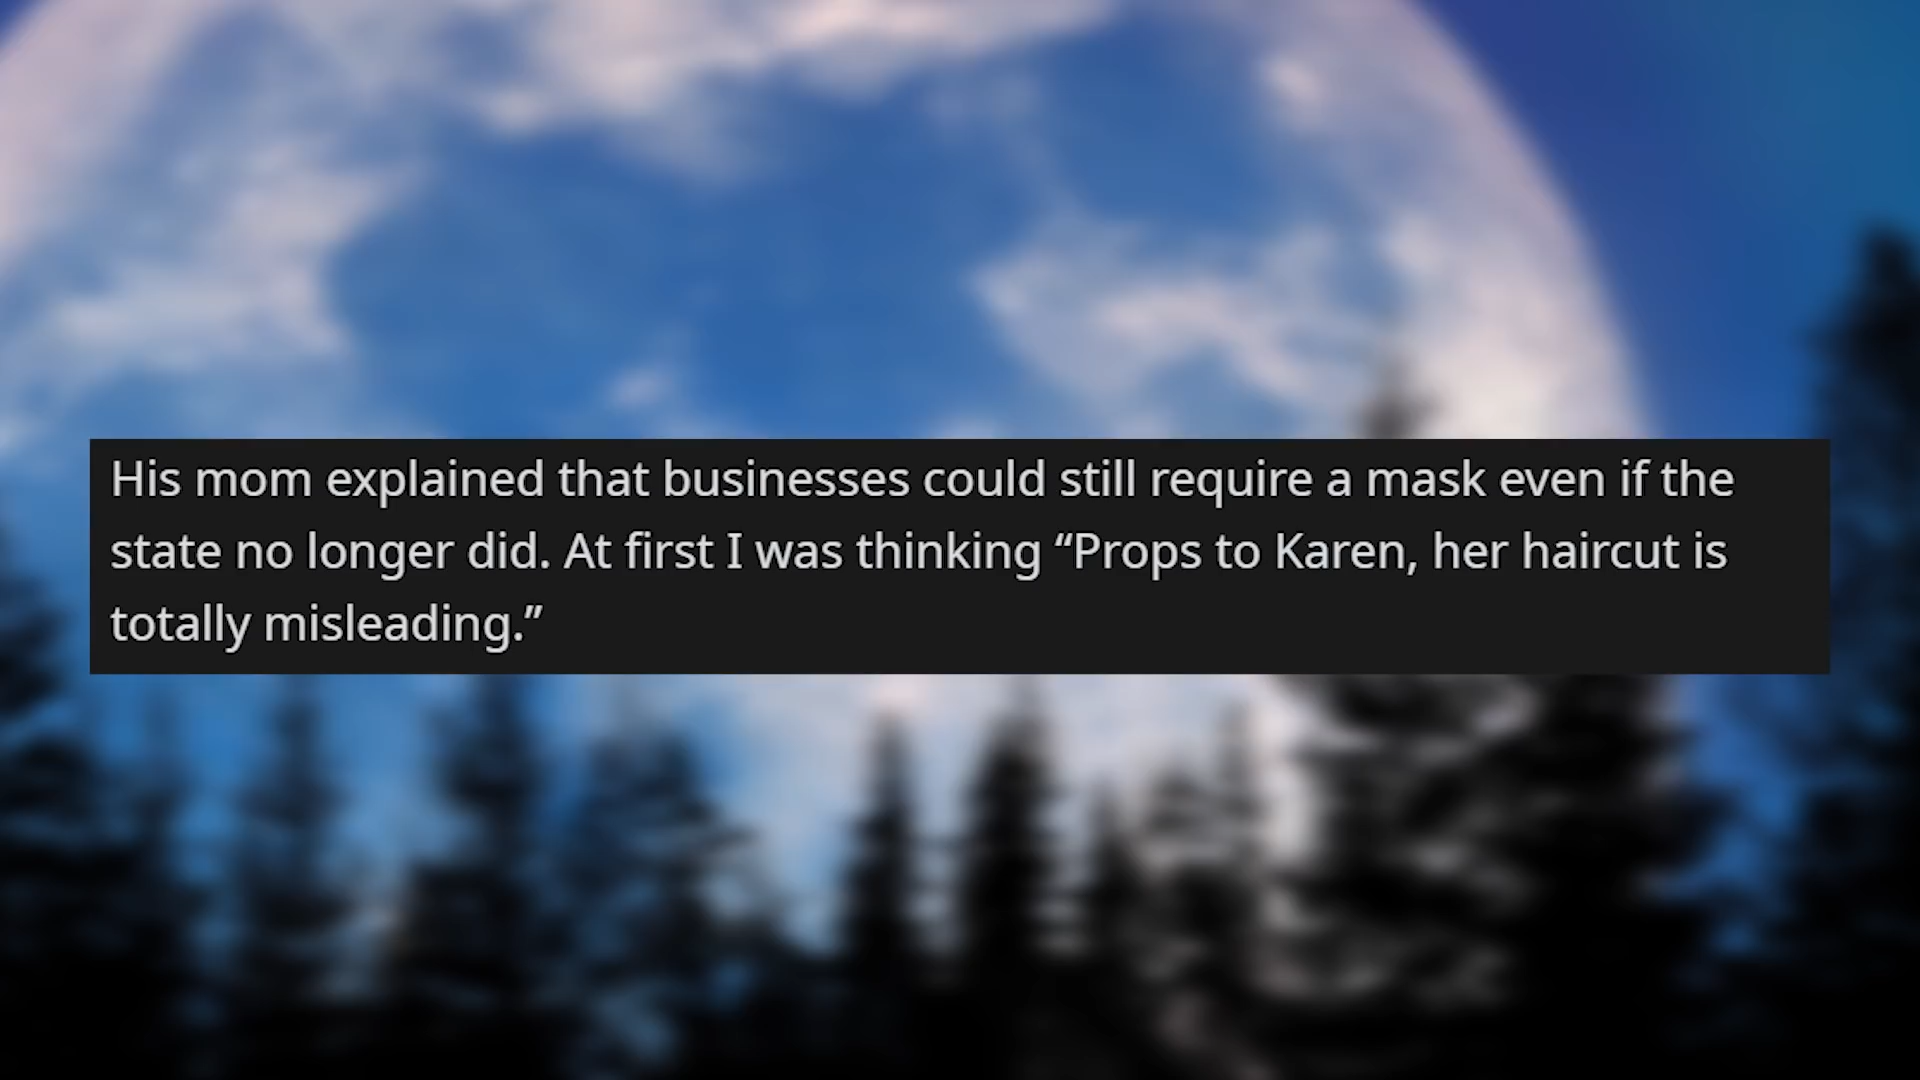 His mom explained that businesses could still require a mask even if the
state no longer did. At first I was thinking “Props to Karen, her haircut is
totally misleading.”